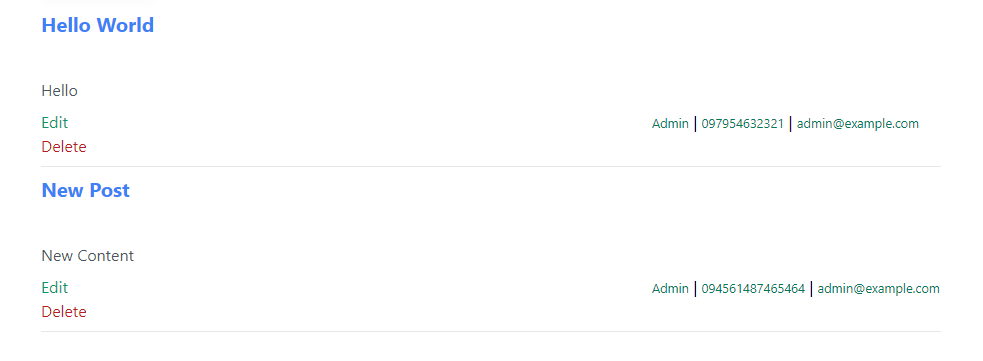 Hello World
Hello
Edit
Admin | 097954632321 | admin@example.com
Delete
New Post
New Content
Edit
Admin | 094561487465464 | admin@example.com
Delete